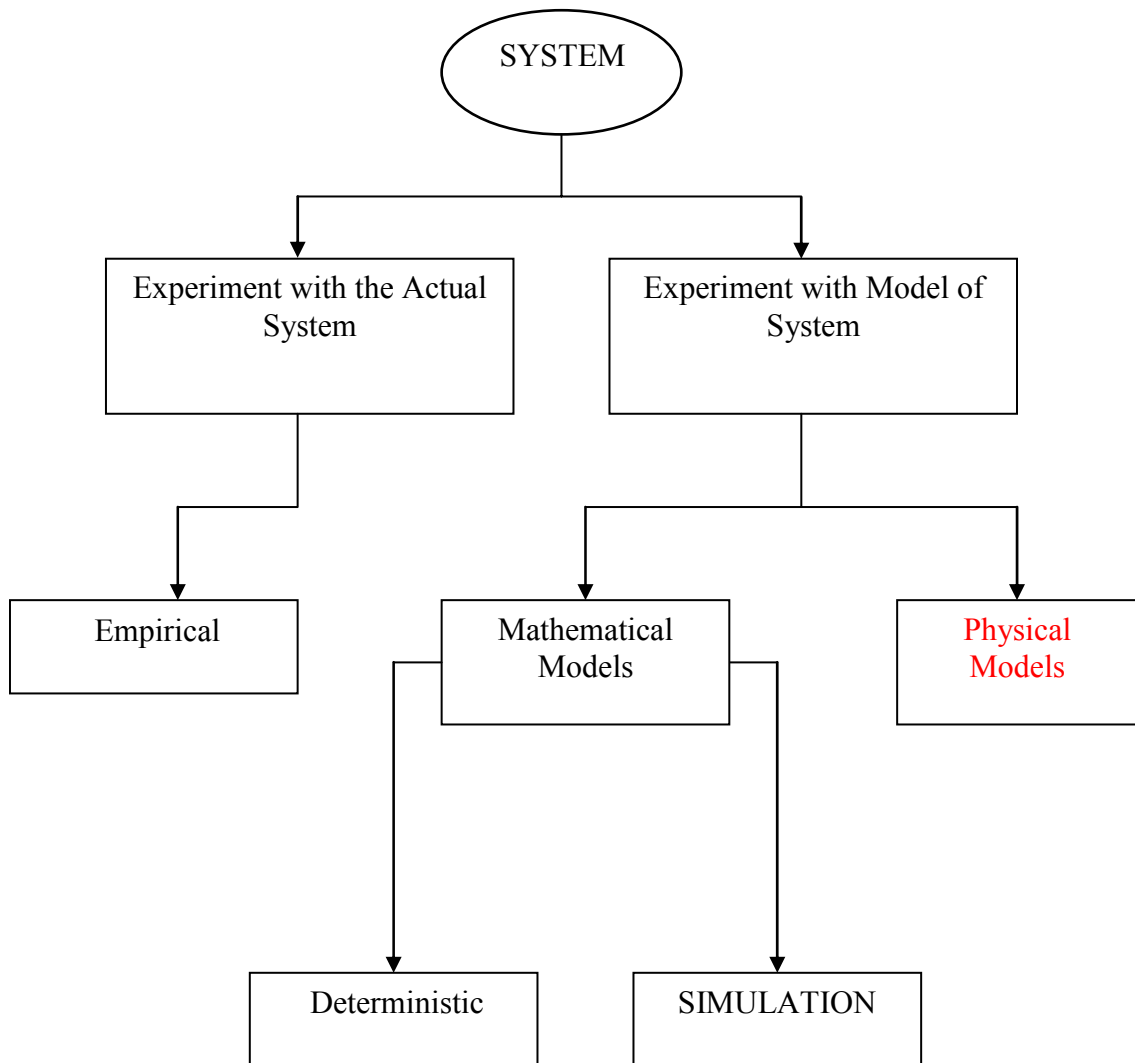 SYSTEM
Experiment with the Actual
System
Experiment with Model of
System
Empirical
Mathematical
Models
Physical
Models
Deterministic
SIMULATION